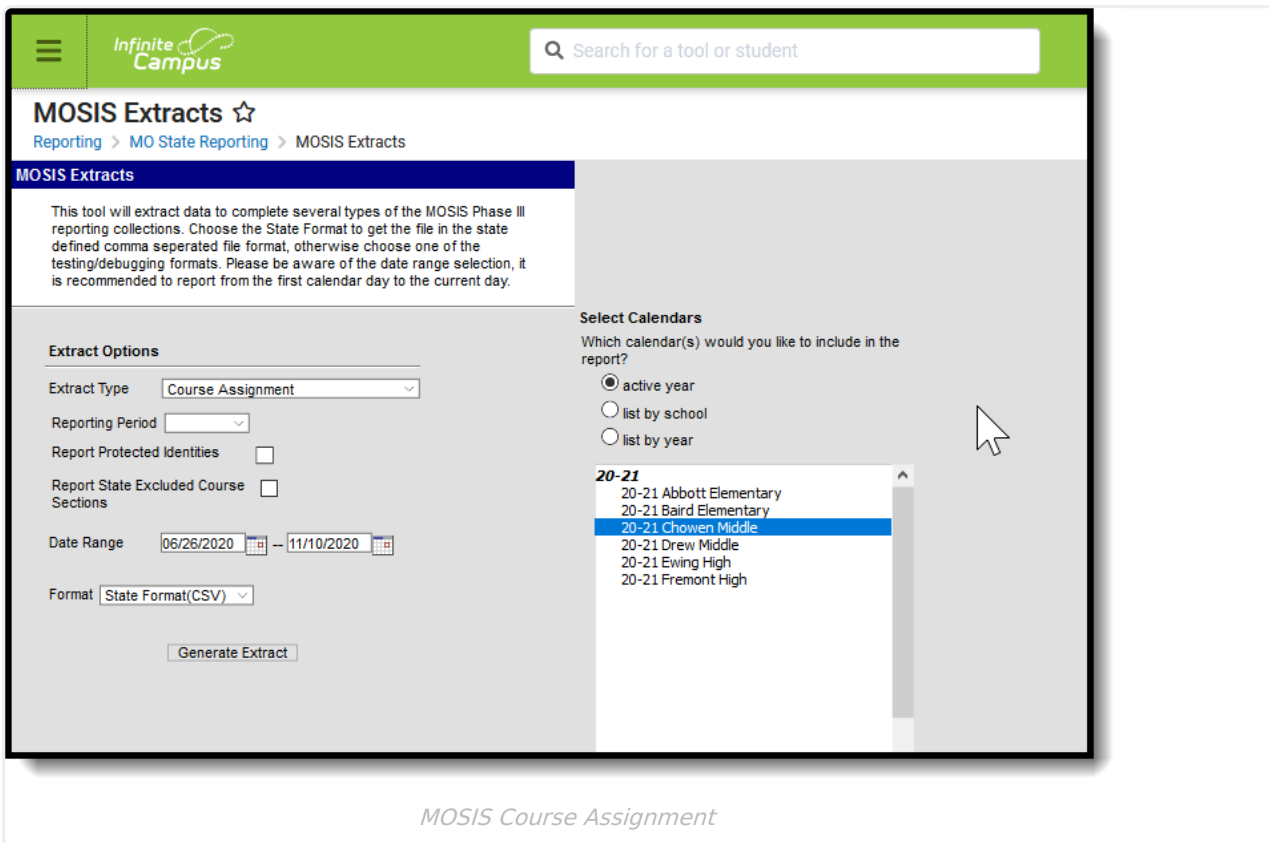 Infinite
Campus
Search for a tool or student
MOSIS Extracts
Reporting > MO State Reporting > MOSIS Extracts
MOSIS Extracts
This tool will extract data to complete several types of the MOSIS Phase III
reporting collections. Choose the State Format to get the file in the state
defined comma seperated file format, otherwise choose one of the
testing/debugging formats. Please be aware of the date range selection, it
is recommended to report from the first calendar day to the current day.
Extract Options
Extract Type Course Assignment
Reporting Period
Report Protected Identities
Report State Excluded Course
Sections
Date Range 06/26/2020 – 11/10/2020
Format State Format(CSV)
Generate Extract
Select Calendars
Which calendar(s) would you like to include in the
report?
active year
list by school
list by year
20-21
20-21 Abbott Elementary
20-21 Baird Elementary
20-21 Chowen Middle
20-21 Drew Middle
20-21 Ewing High
20-21 Fremont High
MOSIS Course Assignment